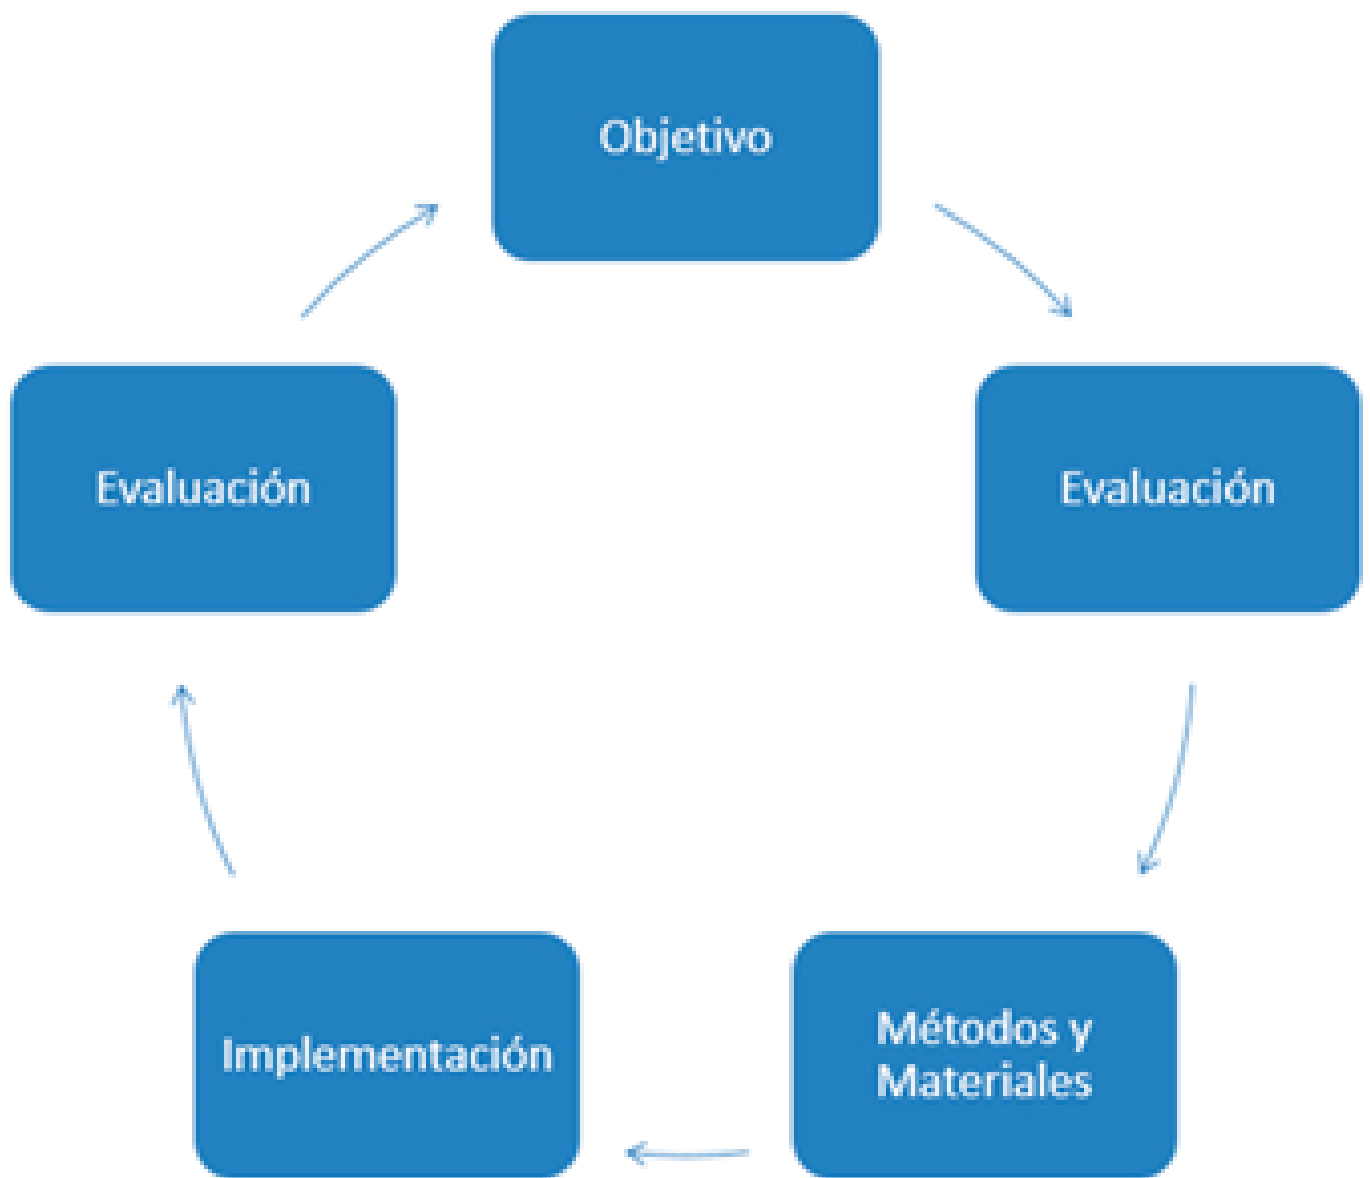 Objetivo
Evaluación
Evaluación
Métodos y
Materiales
Implementación